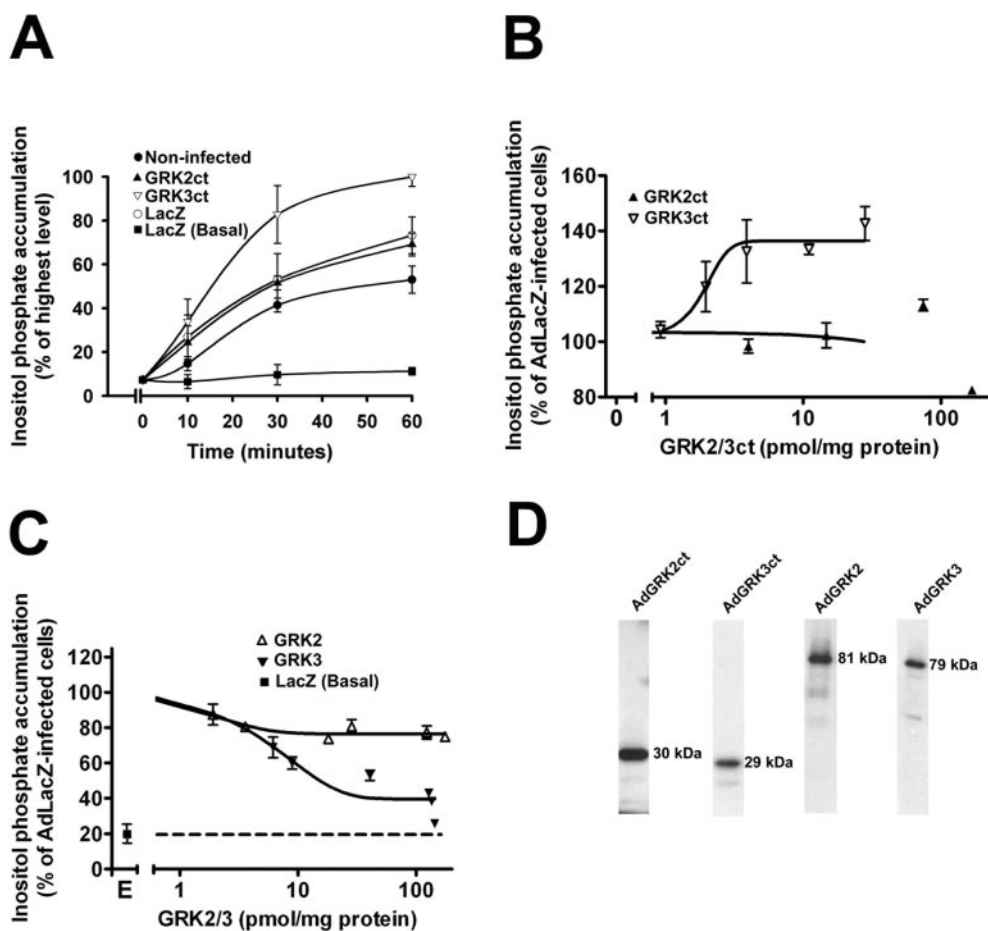 A
Inositol phosphate accumulation
(% of highest level)
Non-infected
GRK2ct
GRK3ct
LacZ
LacZ (Basal)
100
80
60
40
20
0
0 10 20 30 40 50 60
Time (minutes)
B
Inositol phosphate accumulation
(% of AdLacZ-infected cells)
GRK2ct
GRK3ct
160
140
120
100
80
0 1 10 100
GRK2/3ct (pmol/mg protein)
C
Inositol phosphate accumulation
(% of AdLacZ-infected cells)
GRK2
GRK3
LacZ (Basal)
120
100
80
60
40
20
0
E 1 10 100
GRK2/3 (pmol/mg protein)
D
AdGRK2ct
AdGRK3ct
AdGRK2
AdGRK3
30 kDa
29 kDa
81 kDa
79 kDa